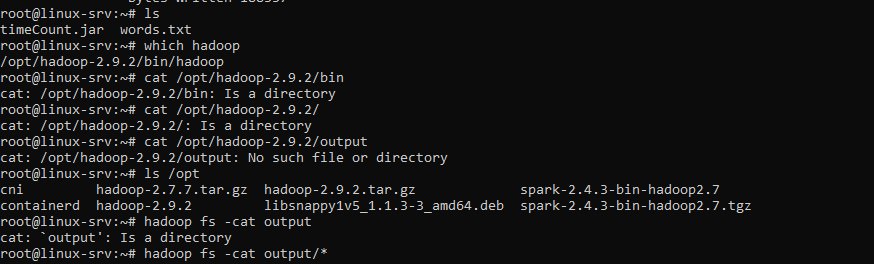 root@linux-srv:~# ls
timeCount.jar  words.txt
root@linux-srv:~# which hadoop
/opt/hadoop-2.9.2/bin/hadoop
root@linux-srv:~# cat /opt/hadoop-2.9.2/bin
cat: /opt/hadoop-2.9.2/bin: Is a directory
root@linux-srv:~# cat /opt/hadoop-2.9.2/
cat: /opt/hadoop-2.9.2/: Is a directory
root@linux-srv:~# cat /opt/hadoop-2.9.2/output
cat: /opt/hadoop-2.9.2/output: No such file or directory
root@linux-srv:~# ls /opt
cni         hadoop-2.7.7.tar.gz  hadoop-2.9.2.tar.gz             spark-2.4.3-bin-hadoop2.7
containerd  hadoop-2.9.2         libsnappy1v5_1.1.3-3_amd64.deb  spark-2.4.3-bin-hadoop2.7.tgz
root@linux-srv:~# hadoop fs -cat output
cat: `output': Is a directory
root@linux-srv:~# hadoop fs -cat output/*